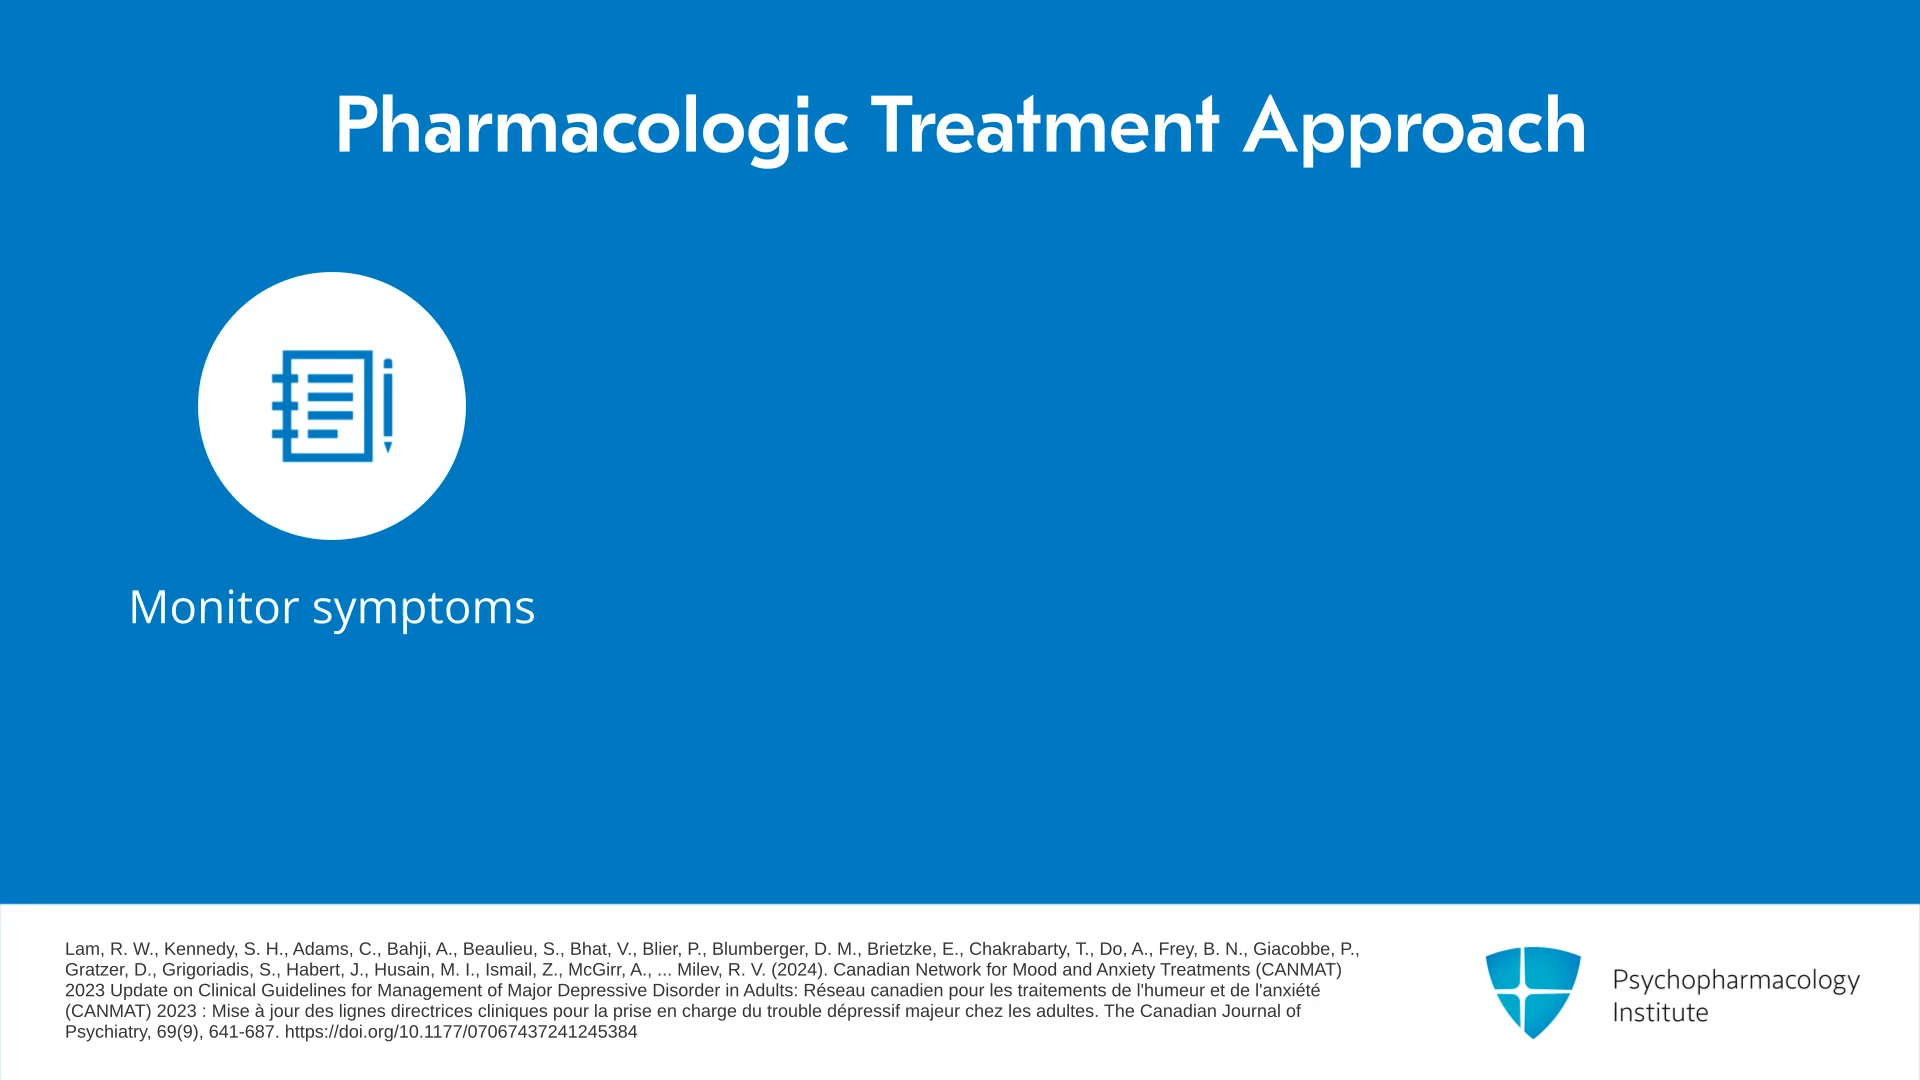 Pharmacologic Treatment Approach
Monitor symptoms
Lam, R. W., Kennedy, S. H., Adams, C., Bahji, A., Beaulieu, S., Bhat, V., Blier, P., Blumberger, D. M., Brietzke, E., Chakrabarty, T., Do, A., Frey, B. N., Giacobbe, P.,
Gratzer, D., Grigoriadis, S., Habert, J., Husain, M. I., Ismail, Z., McGirr, A., ... Milev, R. V. (2024). Canadian Network for Mood and Anxiety Treatments (CANMAT)
2023 Update on Clinical Guidelines for Management of Major Depressive Disorder in Adults: Réseau canadien pour les traitements de l'humeur et de l'anxiété
(CANMAT) 2023 : Mise à jour des lignes directrices cliniques pour la prise en charge du trouble dépressif majeur chez les adultes. The Canadian Journal of
Psychiatry, 69(9), 641-687. https://doi.org/10.1177/07067437241245384
Psychopharmacology
Institute